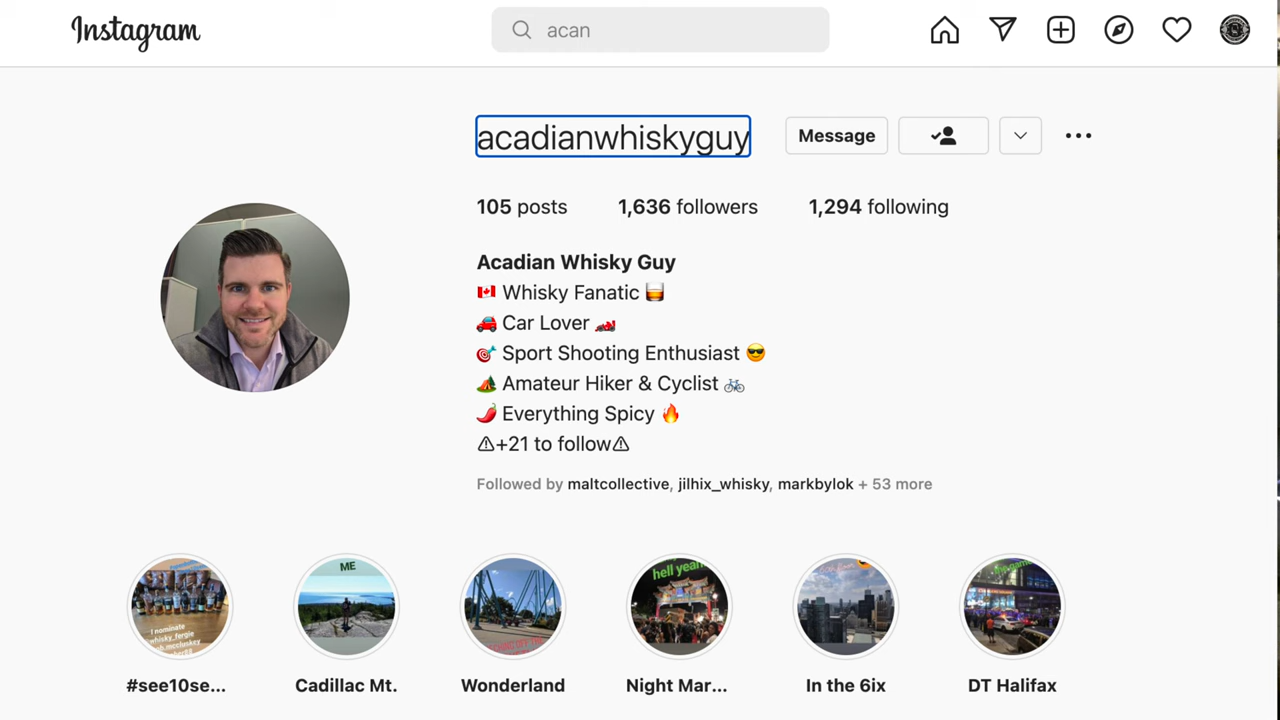 Instagram
acan
acadianwhiskyguy
Message
105 posts 1,636 followers 1,294 following
Acadian Whisky Guy
🇨🇦 Whisky Fanatic 🥃
🚗 Car Lover 🏎️
🎯 Sport Shooting Enthusiast 😎
🏕️ Amateur Hiker & Cyclist 🚲
🌶️ Everything Spicy 🔥
⚠+21 to follow⚠
Followed by maltcollective, jilhix_whisky, markbylok + 53 more
I nominate
ME
hell yeah
#see10se...
Cadillac Mt.
Wonderland
Night Mar...
In the 6ix
DT Halifax